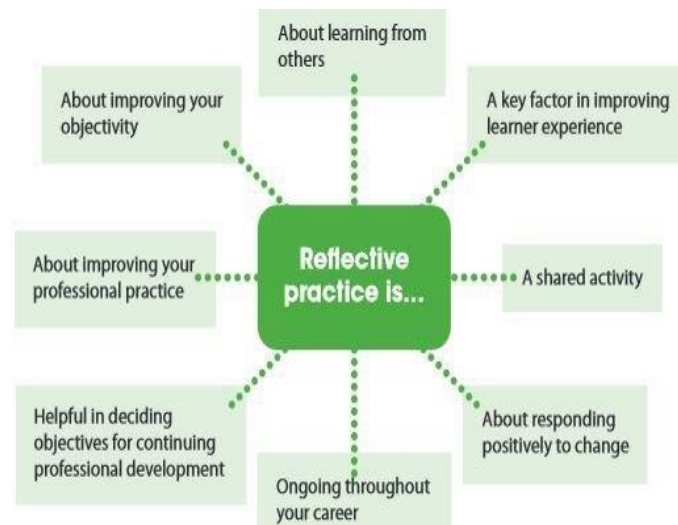 About learning from
others
About improving your
objectivity
A key factor in improving
learner experience
Reflective
practice is...
About improving your
professional practice
A shared activity
Helpful in deciding
objectives for continuing
professional development
About responding
positively to change
Ongoing throughout
your career